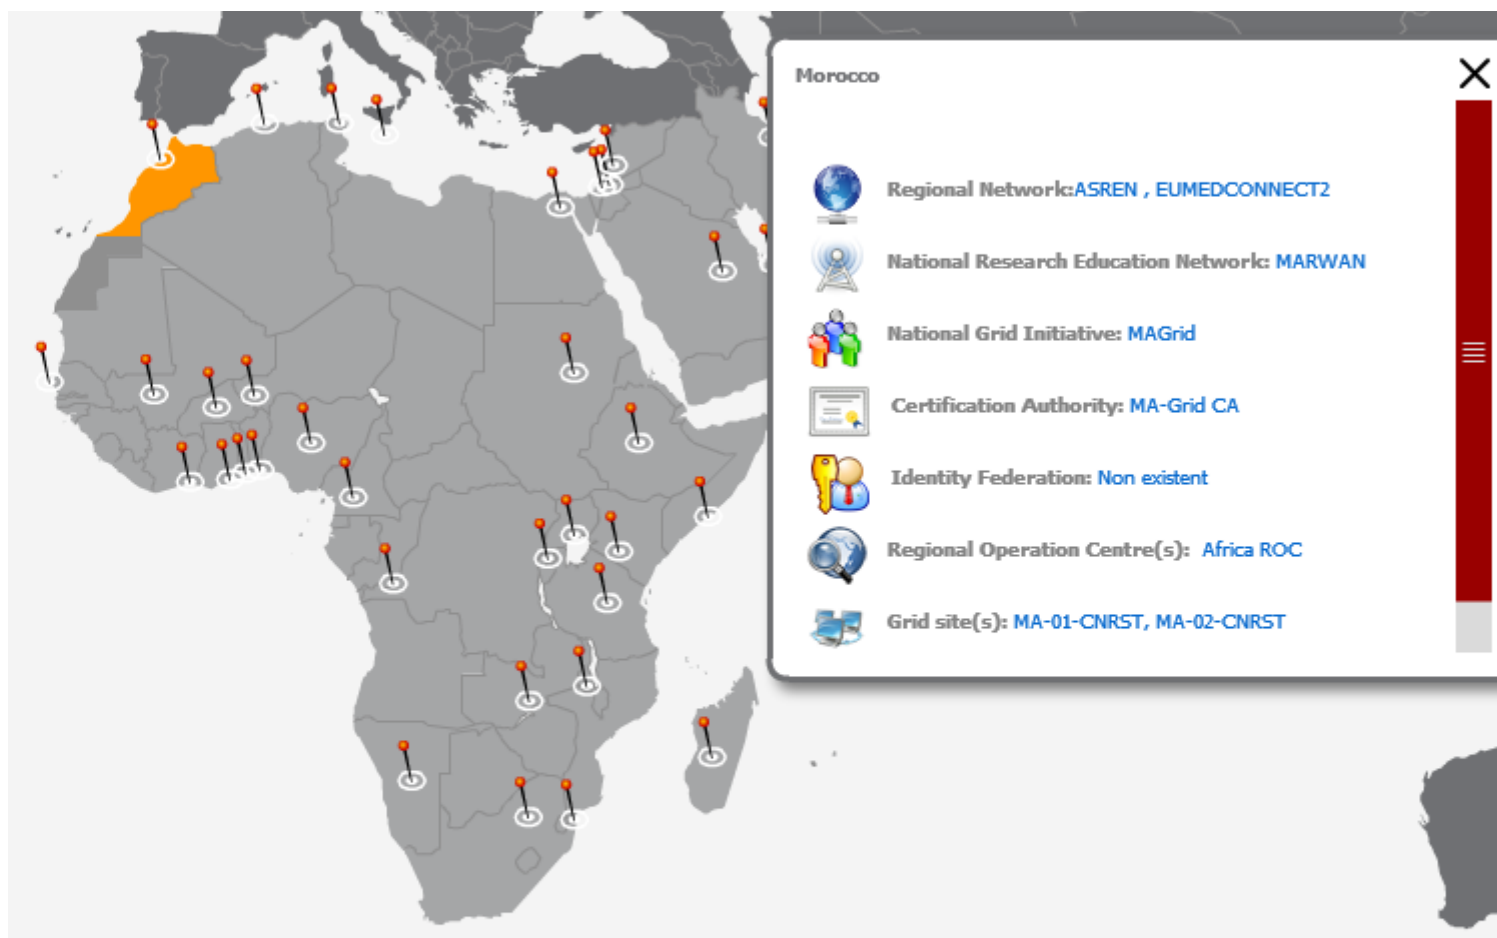 Morocco
Regional Network:ASREN , EUMEDCONNECT2
National Research Education Network: MARWAN
National Grid Initiative: MAGrid
Certification Authority: MA-Grid CA
Identity Federation: Non existent
Regional Operation Centre(s): Africa ROC
Grid site(s): MA-01-CNRST, MA-02-CNRST